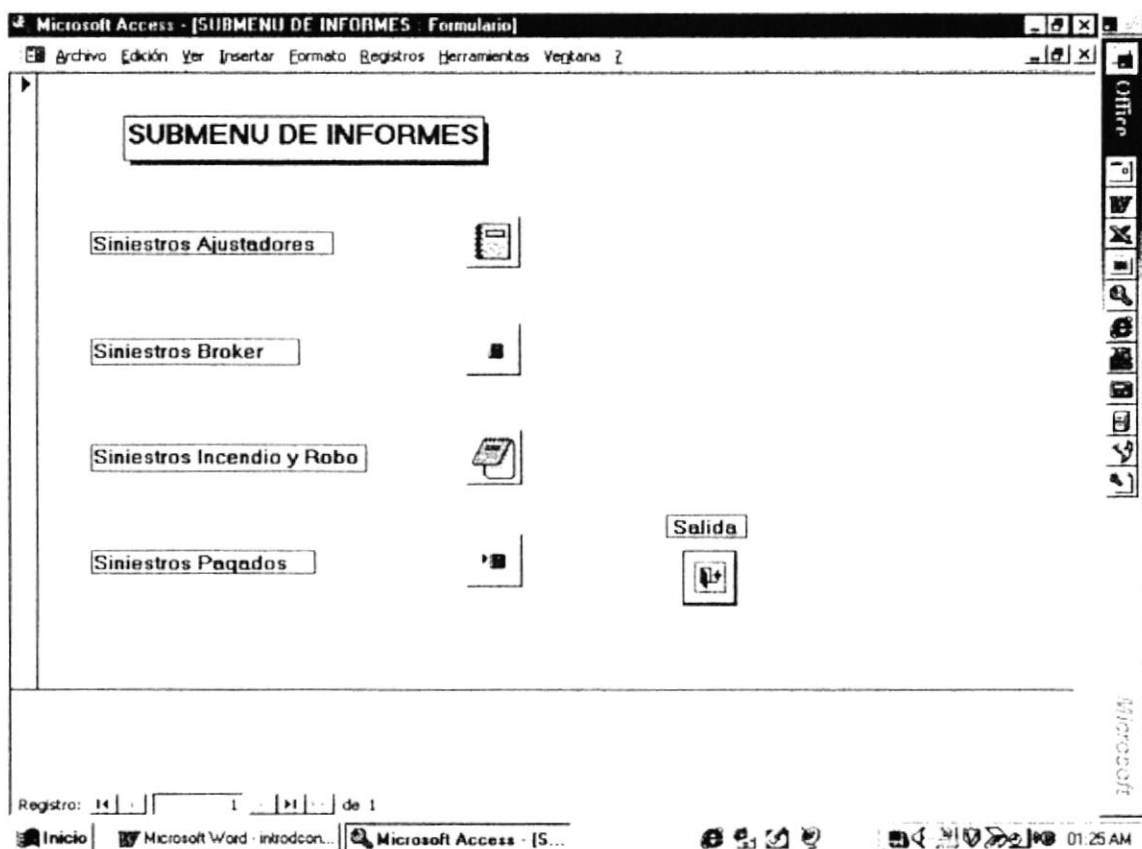 Microsoft Access - [SUBMENU DE INFORMES : Formulario]
Archivo Edición Ver Insertar Formato Registros Herramientas Ventana ?
Office
SUBMENU DE INFORMES
Siniestros Ajustadores
Siniestros Broker
Siniestros Incendio y Robo
Salida
Siniestros Pagados
Microsoft
Registro: 1 de 1
Inicio Microsoft Word - introdcon... Microsoft Access - [S... 01:25 AM